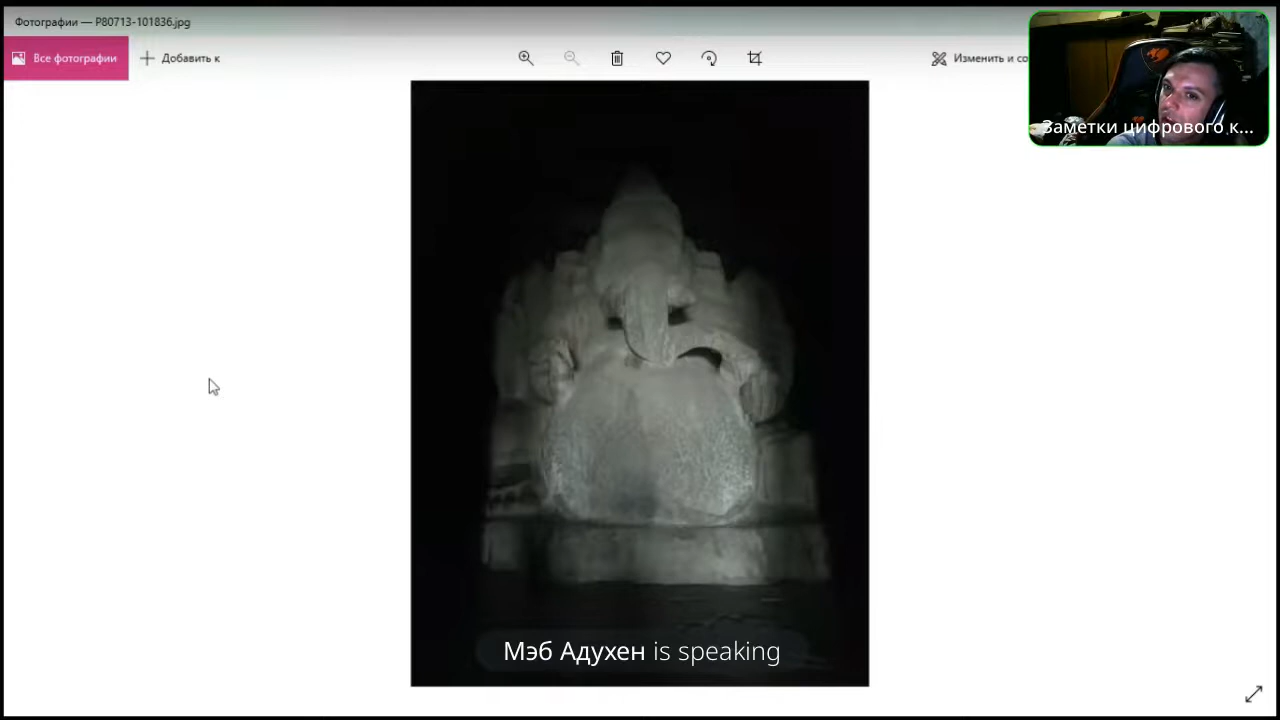 Фотографии — P80713-101836.jpg
Все фотографии
Добавить к
Изменить и со
Заметки цифрового к...
Мэб Адухен is speaking